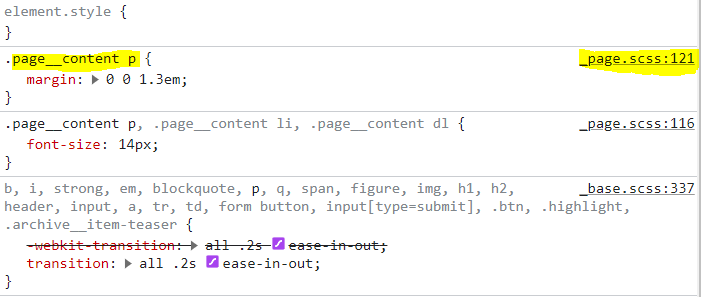 element.style {
}
.page__content p {
_page.scss:121
margin: ▶ 0 0 1.3em;
}
.page__content p, .page__content li, .page__content dl {
_page.scss:116
font-size: 14px;
}
b, i, strong, em, blockquote, p, q, span, figure, img, h1, h2,
_base.scss:337
header, input, a, tr, td, form button, input[type=submit], .btn, .highlight,
.archive__item-teaser {
-webkit-transition: ▶ all .2s ease-in-out;
transition: ▶ all .2s ease-in-out;
}